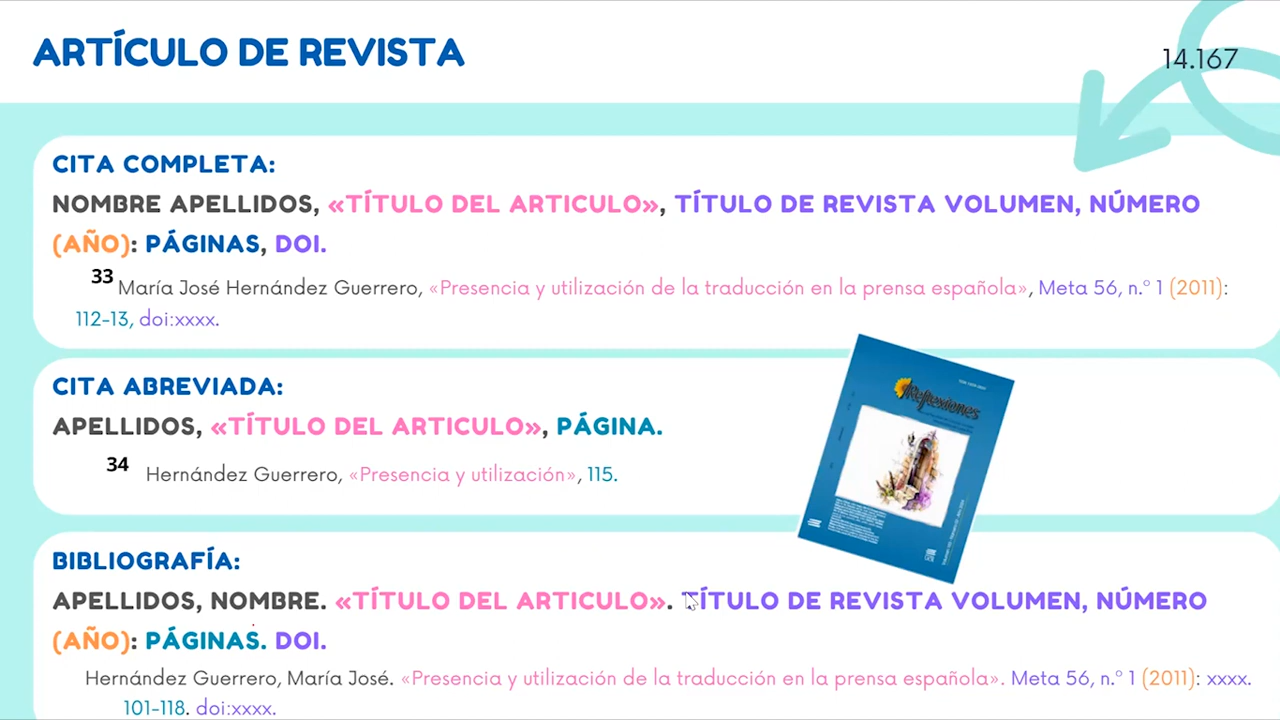 ARTÍCULO DE REVISTA
14.167
CITA COMPLETA:
NOMBRE APELLIDOS, «TÍTULO DEL ARTICULO», TÍTULO DE REVISTA VOLUMEN, NÚMERO
(AÑO): PÁGINAS, DOI.
33 María José Hernández Guerrero, «Presencia y utilización de la traducción en la prensa española», Meta 56, n.º 1 (2011):
112-13, doi:xxxx.
CITA ABREVIADA:
APELLIDOS, «TÍTULO DEL ARTICULO», PÁGINA.
34 Hernández Guerrero, «Presencia y utilización», 115.
Reflexiones
BIBLIOGRAFÍA:
APELLIDOS, NOMBRE. «TÍTULO DEL ARTICULO». TÍTULO DE REVISTA VOLUMEN, NÚMERO
(AÑO): PÁGINAS. DOI.
Hernández Guerrero, María José. «Presencia y utilización de la traducción en la prensa española». Meta 56, n.º 1 (2011): xxxx.
101-118. doi:xxxx.